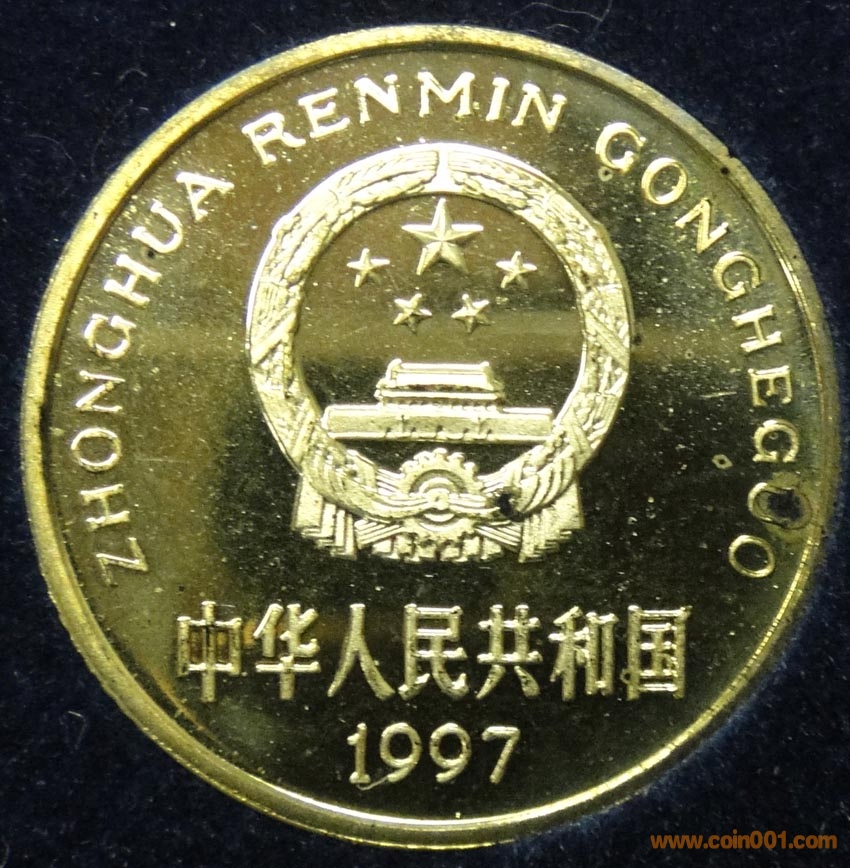 ZHONGHUA RENMIN GONGHEGUO
中华人民共和国
1997
www.coin001.com